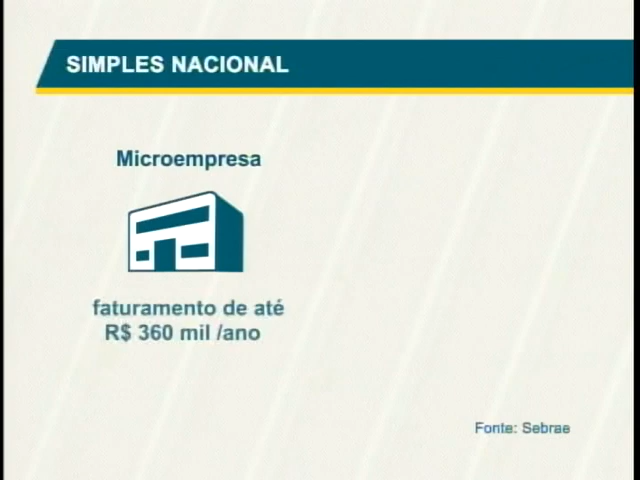 SIMPLES NACIONAL
Microempresa
faturamento de até
R$ 360 mil /ano
Fonte: Sebrae